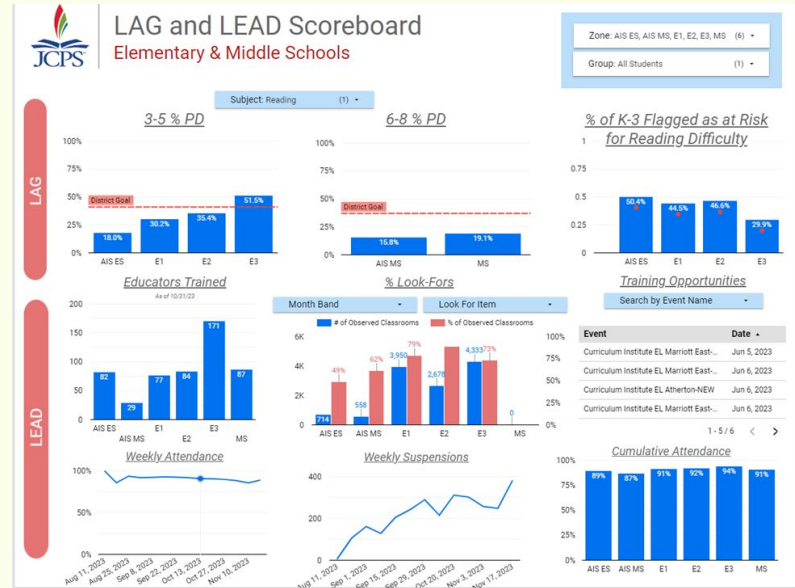 JCPS
LAG and LEAD Scoreboard
Elementary & Middle Schools
Zone: AIS ES, AIS MS, E1, E2, E3, MS (6)
Group: All Students (1)
LAG
Subject: Reading (1)
3-5 % PD
100%
75%
50%
25%
0%
District Goal
18.0%
30.2%
35.4%
51.5%
AIS ES
E1
E2
E3
6-8 % PD
100%
75%
50%
25%
0%
District Goal
15.8%
19.1%
AIS MS
MS
% of K-3 Flagged as at Risk
for Reading Difficulty
1
0.75
0.5
0.25
0
50.4%
44.5%
46.6%
29.9%
AIS ES
E1
E2
E3
LEAD
Educators Trained
As of 10/31/23
200
150
100
50
0
82
29
77
84
171
87
AIS ES
AIS MS
E1
E2
E3
MS
% Look-Fors
Month Band
Look For Item
# of Observed Classrooms
% of Observed Classrooms
6K
4K
2K
0
714
49%
558
62%
3,950
79%
2,678
4,333
73%
0
100%
75%
50%
25%
0%
AIS ES
AIS MS
E1
E2
E3
MS
Training Opportunities
Search by Event Name
Event Date
Curriculum Institute EL Marriott East-... Jun 5, 2023
Curriculum Institute EL Marriott East-... Jun 6, 2023
Curriculum Institute EL Atherton-NEW Jun 6, 2023
Curriculum Institute EL Marriott East-... Jun 6, 2023
1 - 5 / 6 < >
Weekly Attendance
100%
50%
0%
Aug 11, 2023
Aug 25, 2023
Sep 8, 2023
Sep 22, 2023
Oct 13, 2023
Oct 27, 2023
Nov 10, 2023
Weekly Suspensions
400
200
0
Aug 11, 2023
Sep 1, 2023
Sep 15, 2023
Sep 29, 2023
Oct 20, 2023
Nov 3, 2023
Nov 17, 2023
Cumulative Attendance
100%
75%
50%
25%
0%
89%
87%
91%
92%
94%
91%
AIS ES
AIS MS
E1
E2
E3
MS